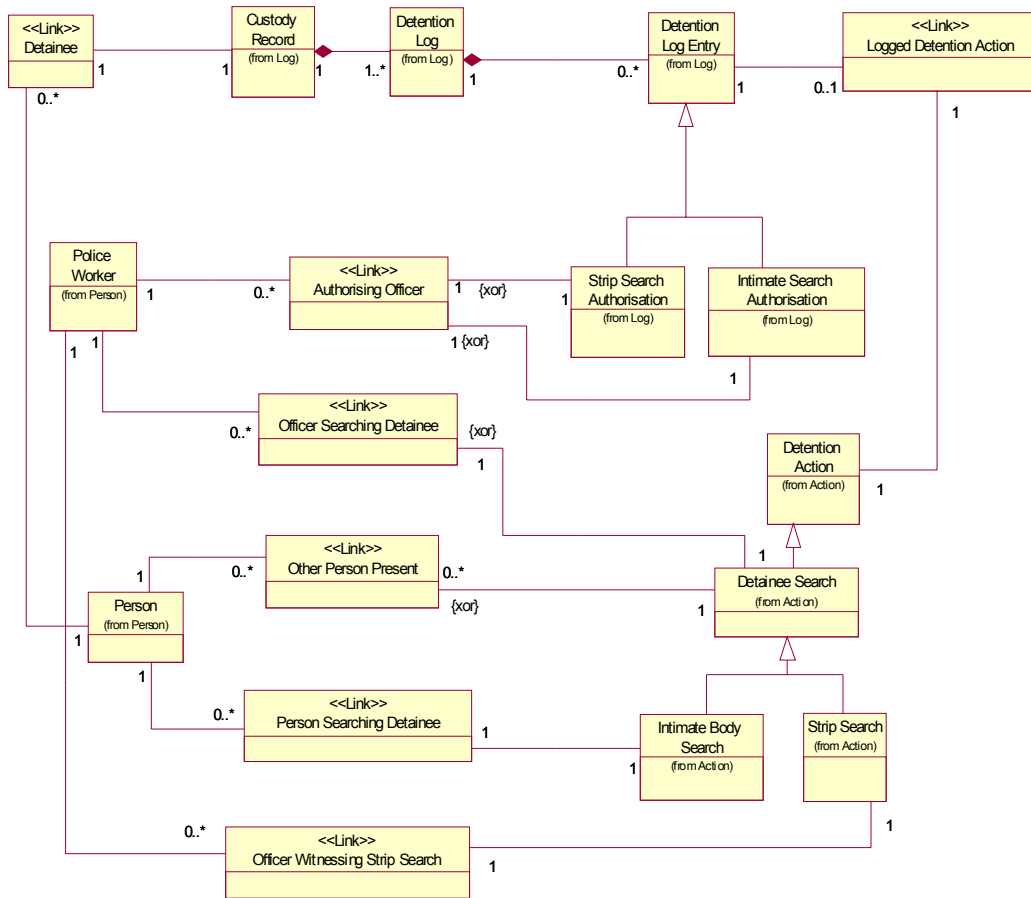 <<Link>>
Detainee
Custody
Record
(from Log)
Detention
Log
(from Log)
Detention
Log Entry
(from Log)
<<Link>>
Logged Detention Action
1
1
1
1..*
1
0..*
1
0..1
0..*
1
Police
Worker
(from Person)
<<Link>>
Authorising Officer
Strip Search
Authorisation
(from Log)
Intimate Search
Authorisation
(from Log)
1
0..*
1
{xor}
1
1
{xor}
1
1
1
<<Link>>
Officer Searching Detainee
0..*
{xor}
1
Detention
Action
(from Action)
1
<<Link>>
Other Person Present
1
0..*
0..*
{xor}
1
1
Detainee Search
(from Action)
Person
(from Person)
1
1
<<Link>>
Person Searching Detainee
0..*
1
Intimate Body
Search
(from Action)
1
Strip Search
(from Action)
1
<<Link>>
Officer Witnessing Strip Search
0..*
1